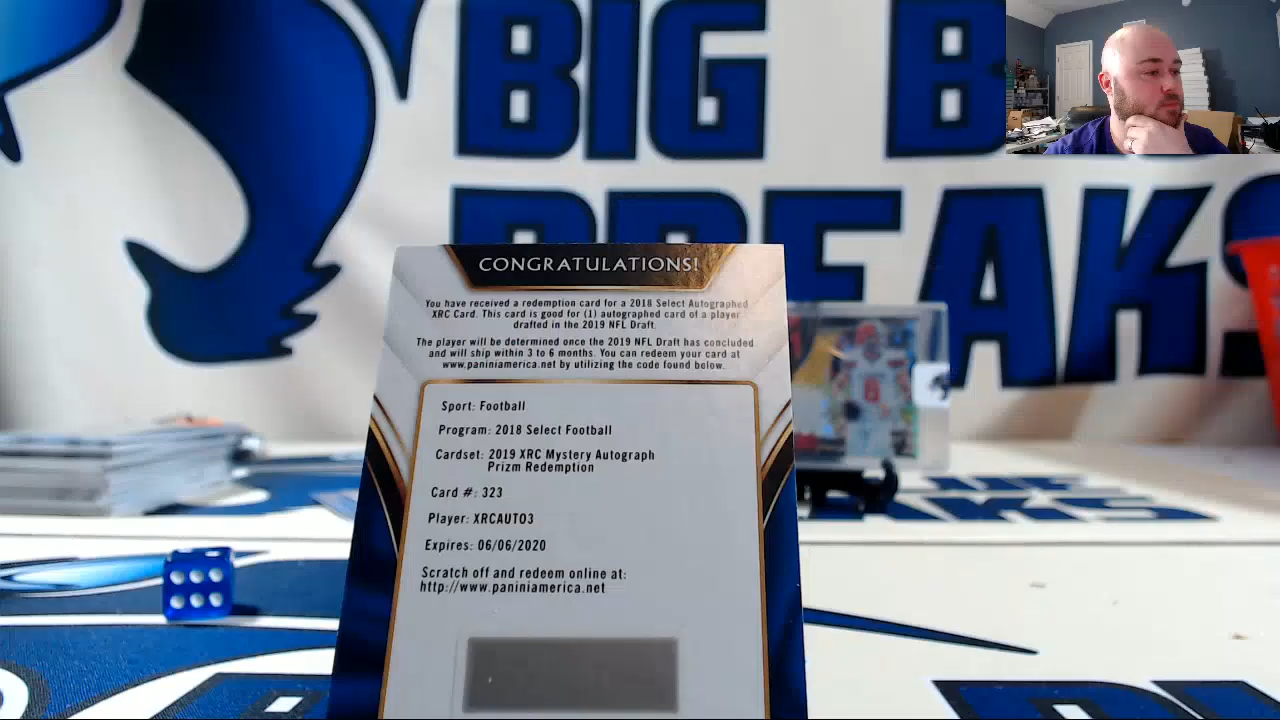 BIG B
BREAKS
CONGRATULATIONS!
You have received a redemption card for a 2018 Select Autographed
XRC Card. This card is good for (1) autographed card of a player
drafted in the 2019 NFL Draft.
The player will be determined once the 2019 NFL Draft has concluded
and will ship within 3 to 6 months. You can redeem your card at
www.paniniamerica.net by utilizing the code found below.
Sport: Football
Program: 2018 Select Football
Cardset: 2019 XRC Mystery Autograph
Prizm Redemption
Card #: 323
Player: XRCAUTO3
Expires: 06/06/2020
Scratch off and redeem online at:
http://www.paniniamerica.net